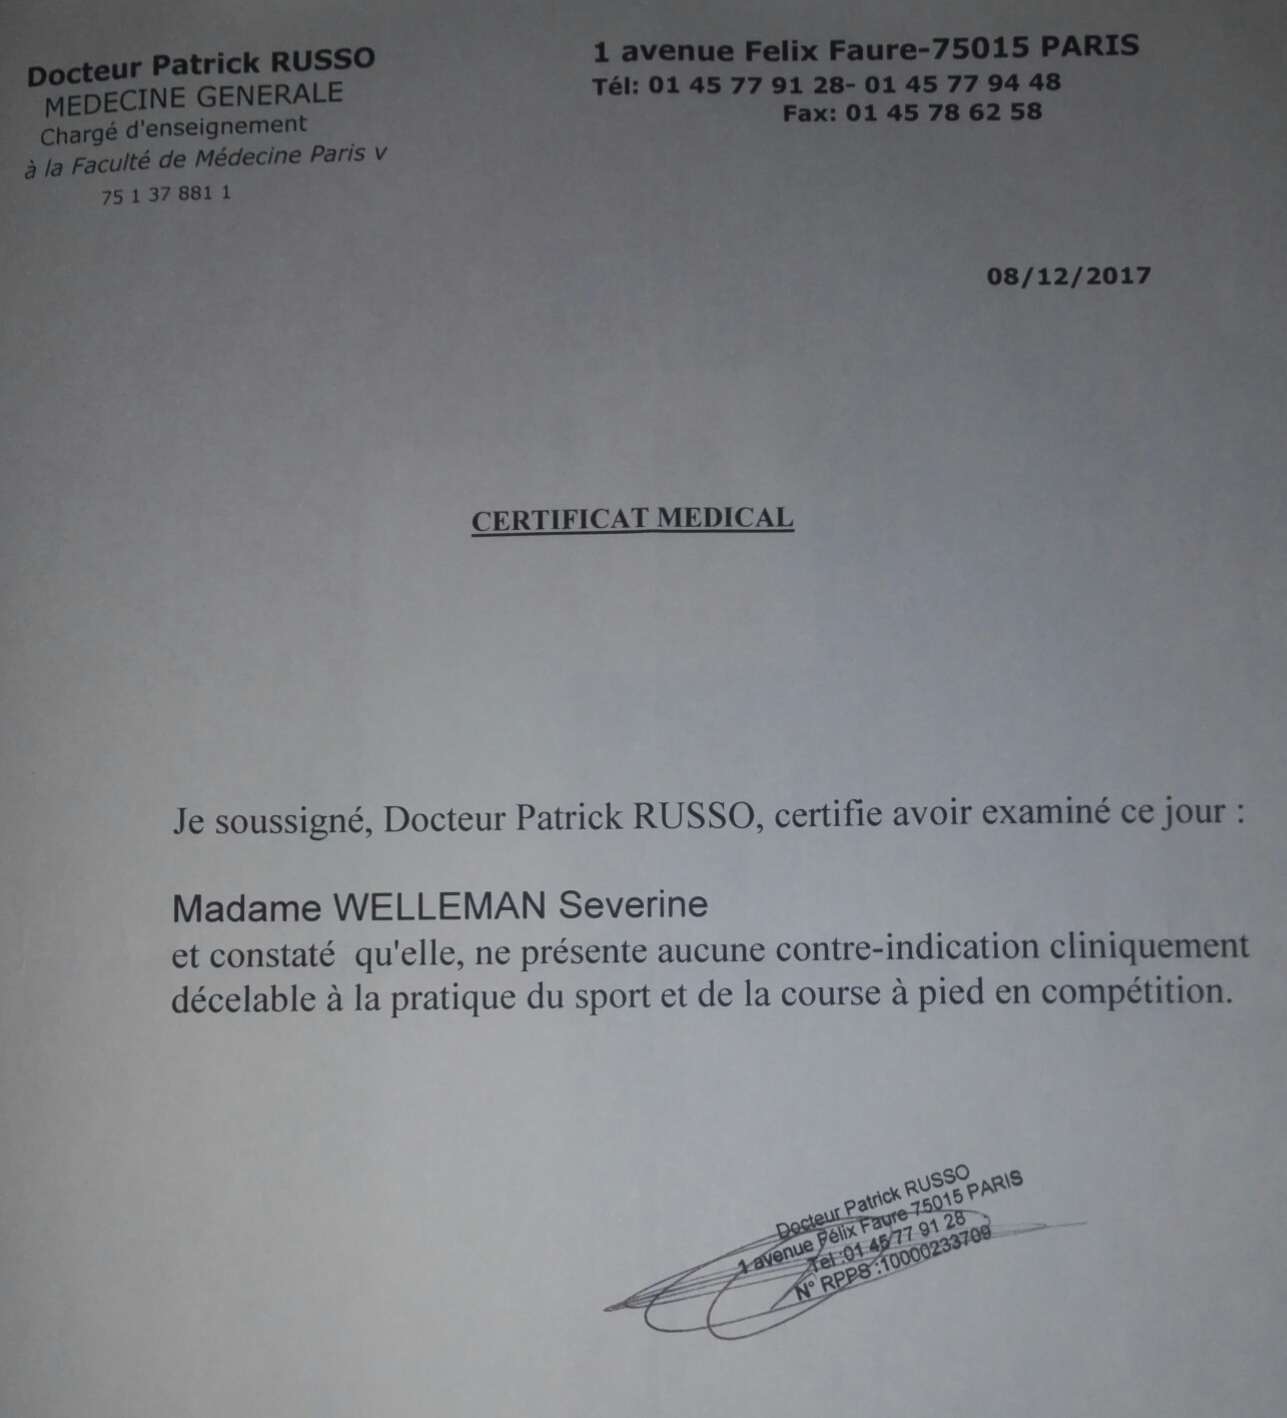 Docteur Patrick RUSSO
MEDECINE GENERALE
Chargé d'enseignement
à la Faculté de Médecine Paris v
75 1 37 881 1
1 avenue Felix Faure-75015 PARIS
Tél: 01 45 77 91 28- 01 45 77 94 48
Fax: 01 45 78 62 58
08/12/2017
CERTIFICAT MEDICAL
Je soussigné, Docteur Patrick RUSSO, certifie avoir examiné ce jour :
Madame WELLEMAN Severine
et constaté qu'elle, ne présente aucune contre-indication cliniquement
décelable à la pratique du sport et de la course à pied en compétition.
Docteur Patrick RUSSO
1 avenue Félix Faure 75015 PARIS
Tel :01 45 77 91 28
N° RPPS :10000233709